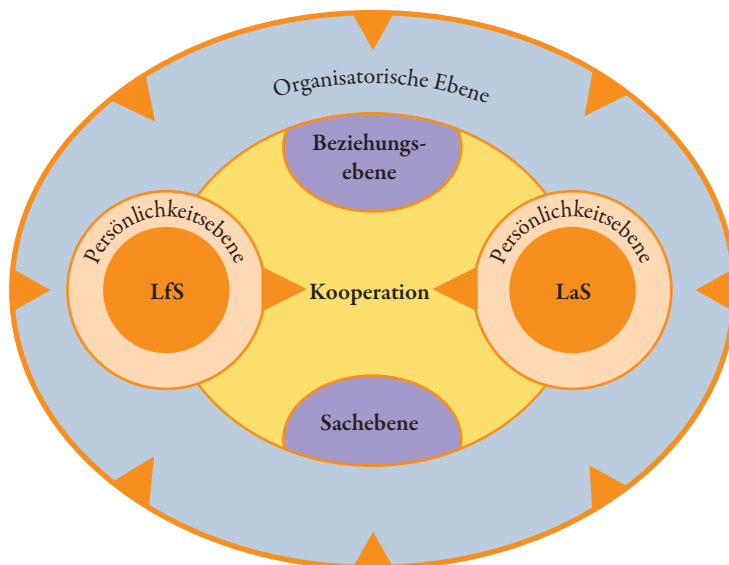 Organisatorische Ebene
Beziehungs-
ebene
Persönlichkeitsebene
Persönlichkeitsebene
LfS
Kooperation
LaS
Sachebene